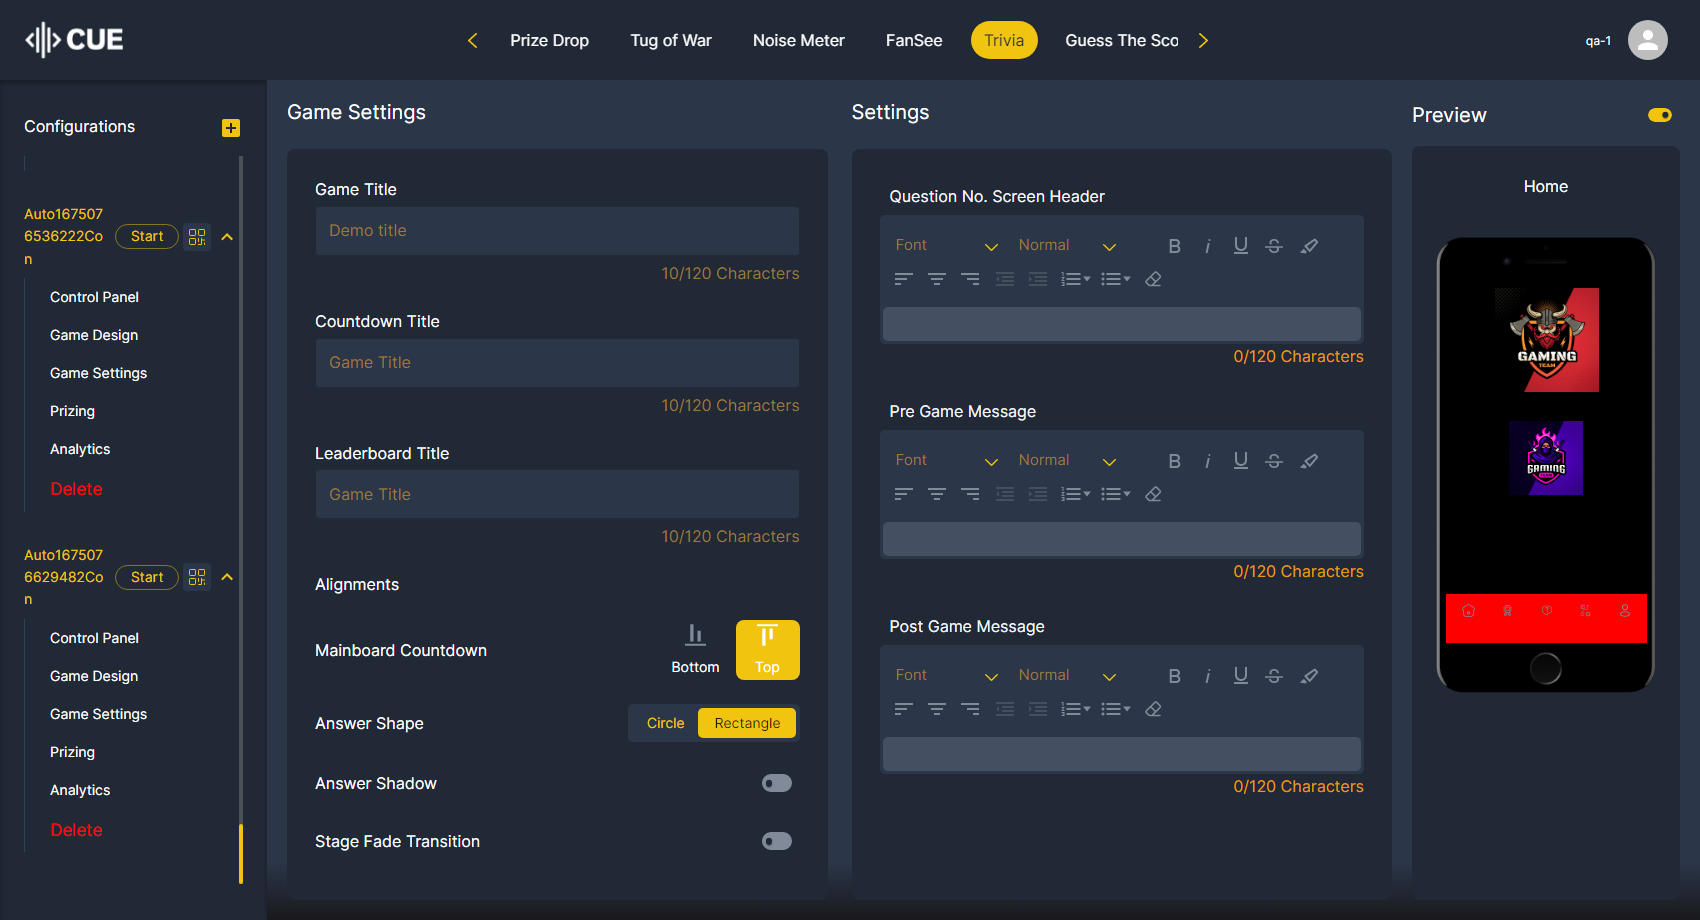 CUE
Prize Drop
Tug of War
Noise Meter
FanSee
Trivia
Guess The Sco
qa-1
Configurations
Auto167507
6536222Co
n
Start
Control Panel
Game Design
Game Settings
Prizing
Analytics
Delete
Auto167507
6629482Co
n
Start
Control Panel
Game Design
Game Settings
Prizing
Analytics
Delete
Game Settings
Game Title
Demo title
10/120 Characters
Countdown Title
Game Title
10/120 Characters
Leaderboard Title
Game Title
10/120 Characters
Alignments
Mainboard Countdown
Bottom
Top
Answer Shape
Circle
Rectangle
Answer Shadow
Stage Fade Transition
Settings
Question No. Screen Header
Font
Normal
0/120 Characters
Pre Game Message
Font
Normal
0/120 Characters
Post Game Message
Font
Normal
0/120 Characters
Preview
Home
GAMING
TEAM
GAMING